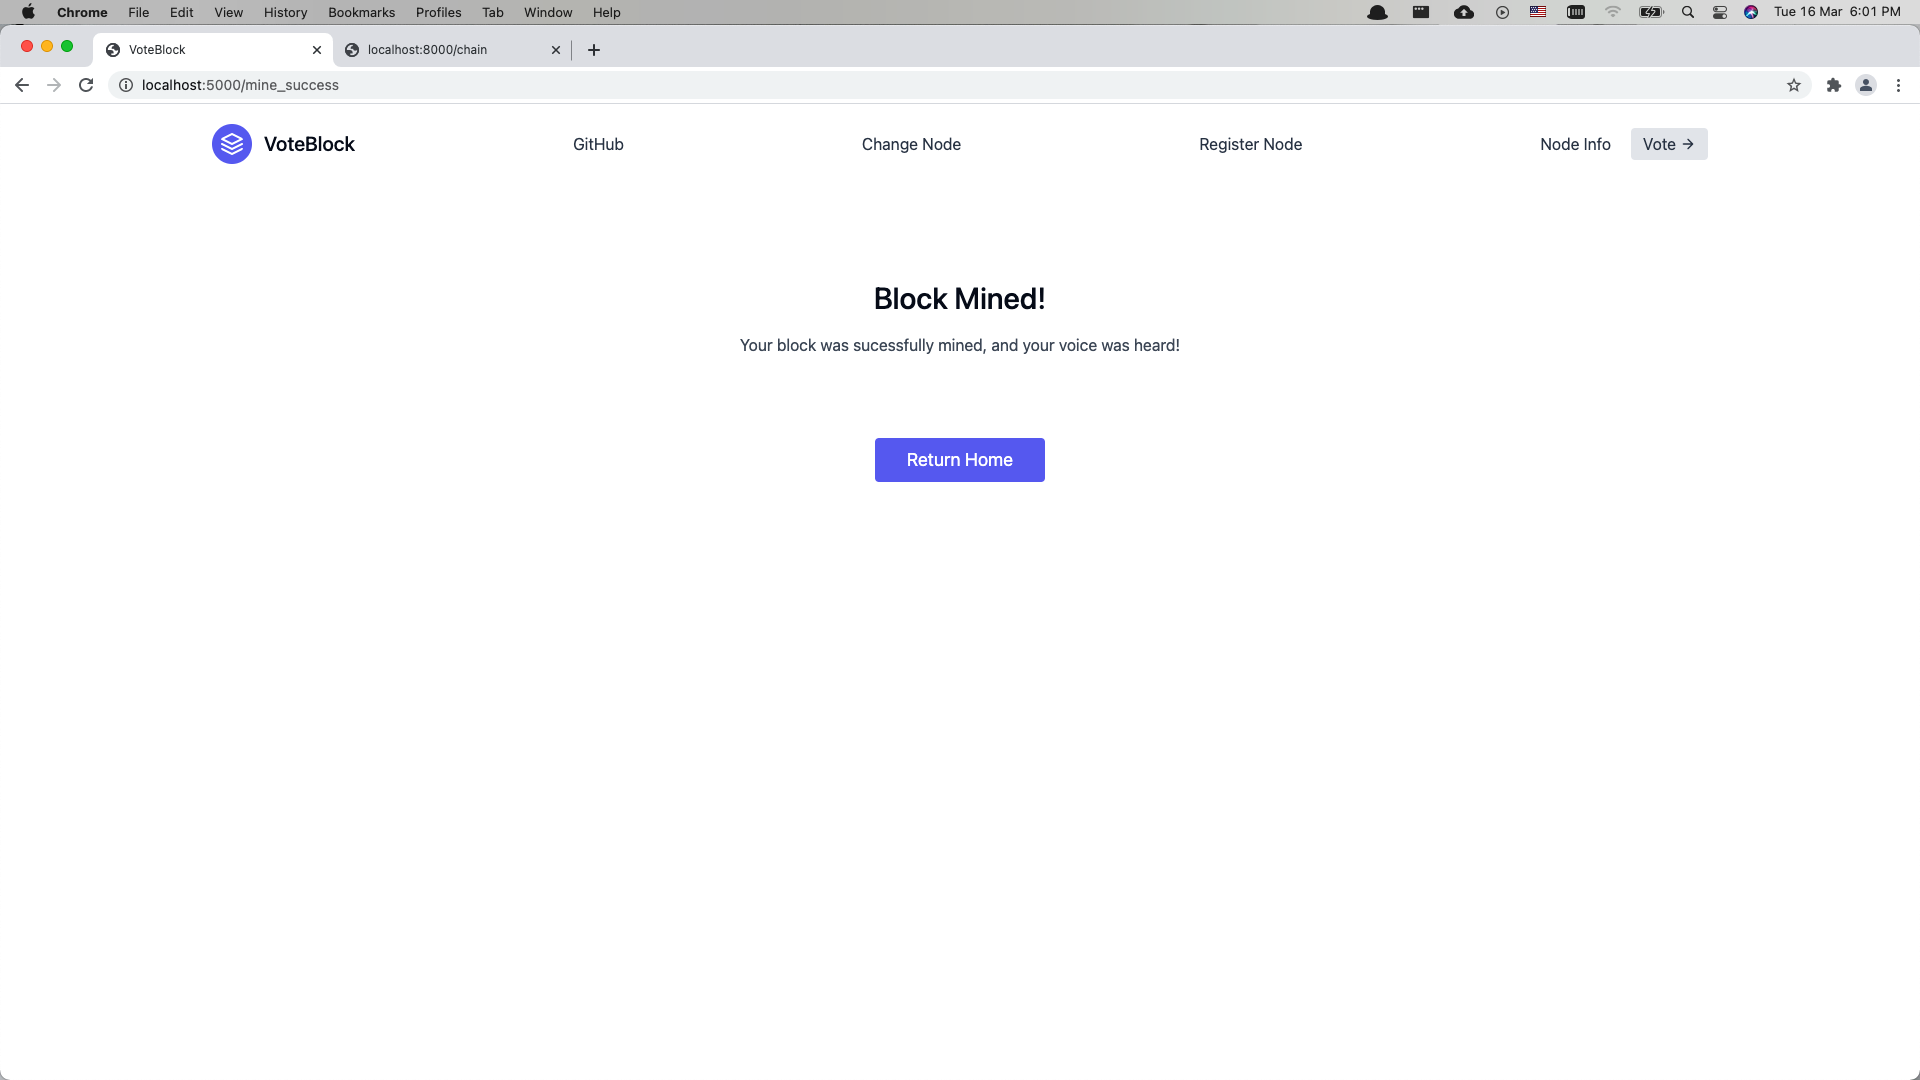 Chrome File Edit View History Bookmarks Profiles Tab Window Help Tue 16 Mar 6:01 PM
VoteBlock localhost:8000/chain
localhost:5000/mine_success
VoteBlock GitHub Change Node Register Node Node Info Vote →
Block Mined!
Your block was sucessfully mined, and your voice was heard!
Return Home